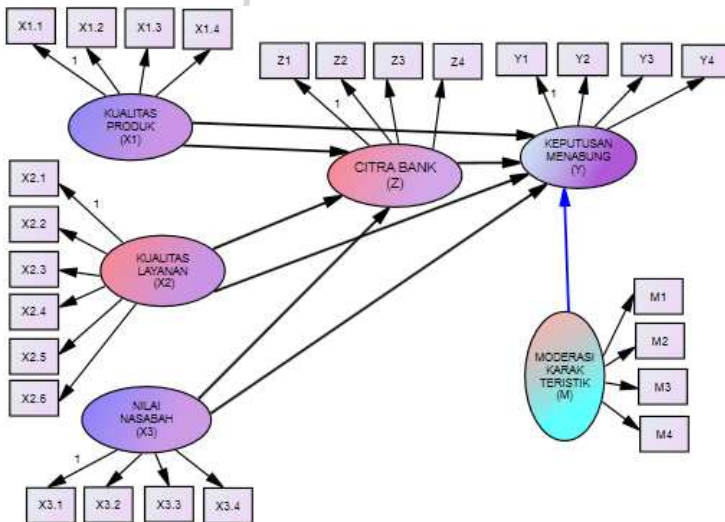 X1.1
X1.2
X1.3
X1.4
1
KUALITAS
PRODUK
(X1)
Z1
Z2
Z3
Z4
1
CITRA BANK
(Z)
Y1
Y2
Y3
Y4
1
KEPUTUSAN
MENABUNG
(Y)
X2.1
X2.2
X2.3
X2.4
X2.5
X2.6
1
KUALITAS
LAYANAN
(X2)
M1
M2
M3
M4
MODERASI
KARAK
TERISTIK
(M)
NILAI
NASABAH
(X3)
1
X3.1
X3.2
X3.3
X3.4